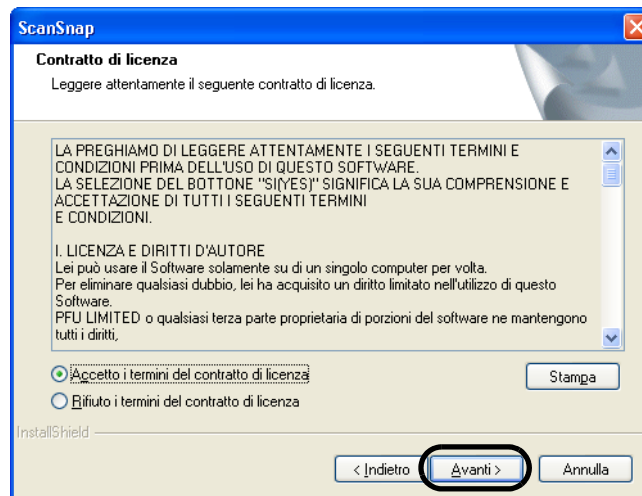 ScanSnap
Contratto di licenza
Leggere attentamente il seguente contratto di licenza.
LA PREGHIAMO DI LEGGERE ATTENTAMENTE I SEGUENTI TERMINI E
CONDIZIONI PRIMA DELL'USO DI QUESTO SOFTWARE.
LA SELEZIONE DEL BOTTONE "SI(YES)" SIGNIFICA LA SUA COMPRENSIONE E
ACCETTAZIONE DI TUTTI I SEGUENTI TERMINI
E CONDIZIONI.
I. LICENZA E DIRITTI D'AUTORE
Lei può usare il Software solamente su di un singolo computer per volta.
Per eliminare qualsiasi dubbio, lei ha acquisito un diritto limitato nell'utilizzo di questo
Software.
PFU LIMITED o qualsiasi terza parte proprietaria di porzioni del software ne mantengono
tutti i diritti,
Accetto i termini del contratto di licenza
Stampa
Rifiuto i termini del contratto di licenza
InstallShield
< Indietro Avanti > Annulla